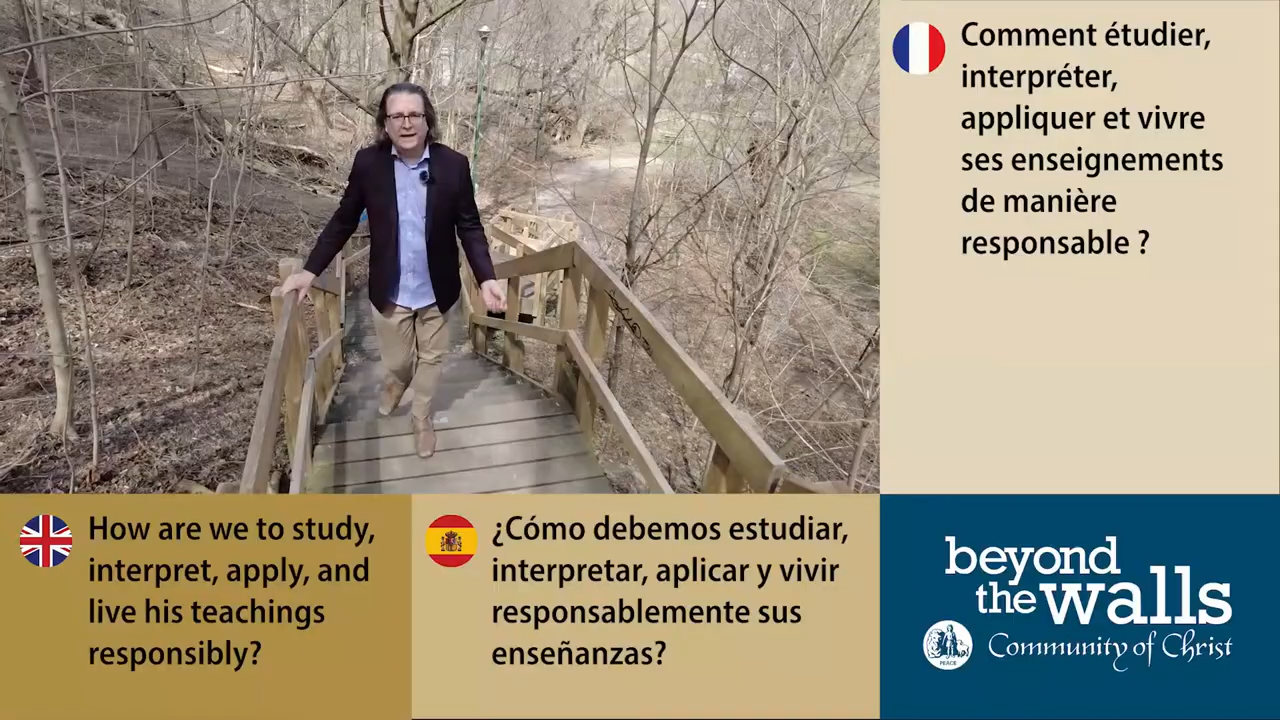 Comment étudier,
interpréter,
appliquer et vivre
ses enseignements
de manière
responsable ?
How are we to study,
interpret, apply, and
live his teachings
responsibly?
¿Cómo debemos estudiar,
interpretar, aplicar y vivir
responsablemente sus
enseñanzas?
beyond
the walls
PEACE
Community of Christ